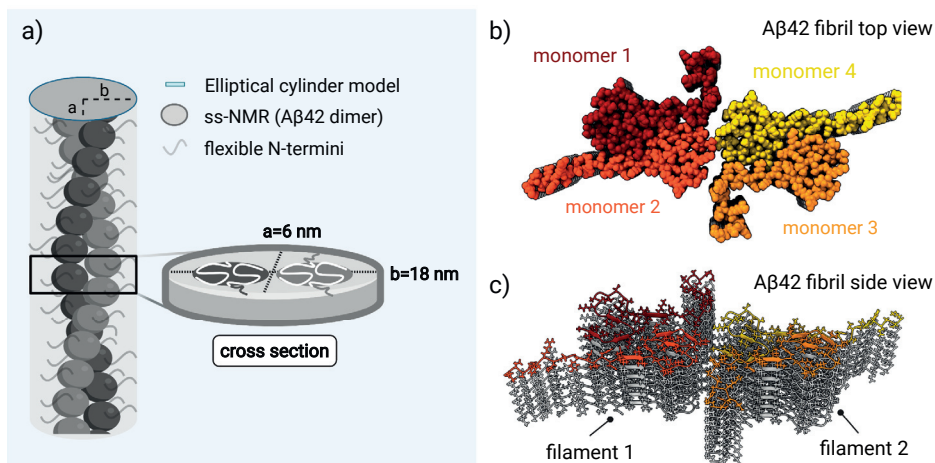 a)
b
a
Elliptical cylinder model
ss-NMR (Aβ42 dimer)
flexible N-termini
a=6 nm
b=18 nm
cross section
b)
Aβ42 fibril top view
monomer 1
monomer 4
monomer 2
monomer 3
c)
Aβ42 fibril side view
filament 1
filament 2